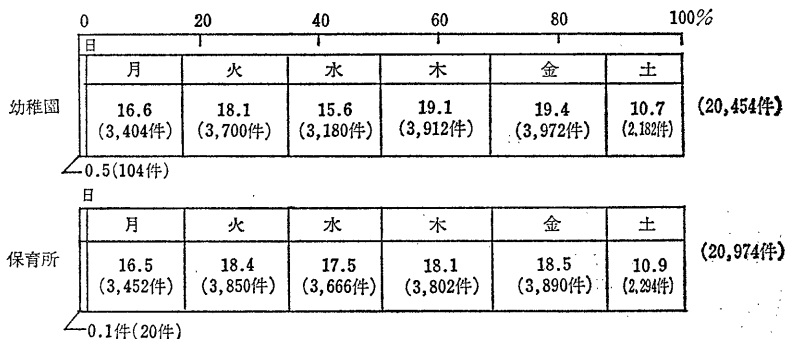 0 20 40 60 80 100%
日
月 火 水 木 金 土
幼稚園 16.6 18.1 15.6 19.1 19.4 10.7 (20,454件)
(3,404件) (3,700件) (3,180件) (3,912件) (3,972件) (2,182件)
0.5(104件)
日
月 火 水 木 金 土
保育所 16.5 18.4 17.5 18.1 18.5 10.9 (20,974件)
(3,452件) (3,850件) (3,666件) (3,802件) (3,890件) (2,294件)
0.1件(20件)